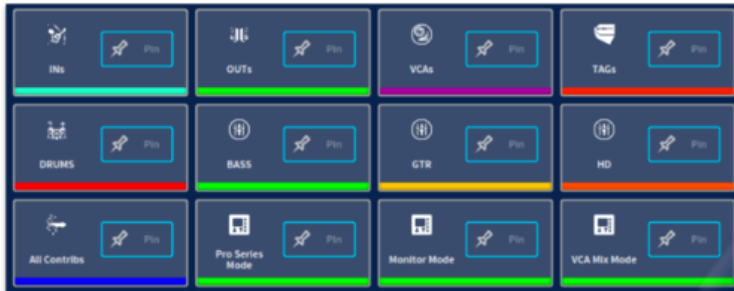 INs Pin
OUTs Pin
VCAs Pin
TAGs Pin
DRUMS Pin
BASS Pin
GTR Pin
HD Pin
All Contribs Pin
Pro Series
Mode Pin
Monitor Mode Pin
VCA Mix Mode Pin